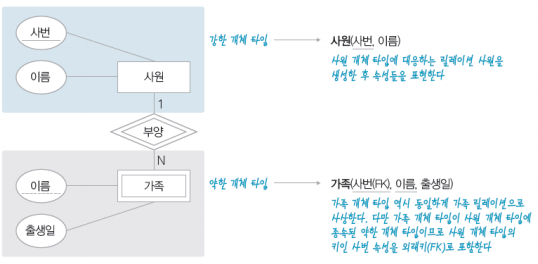 사번
강한 개체 타입
사원(사번, 이름)
이름
사원
사원 개체 타입에 대응하는 릴레이션 사원을
생성한 후 속성들을 표현한다
1
부양
N
이름
가족
약한 개체 타입
가족(사번(FK), 이름, 출생일)
가족 개체 타입 역시 동일하게 가족 릴레이션으로
사상한다. 다만 가족 개체 타입이 사원 개체 타입에
종속된 약한 개체 타입이므로 사원 개체 타입의
키인 사번 속성을 외래키(FK)로 포함한다
출생일